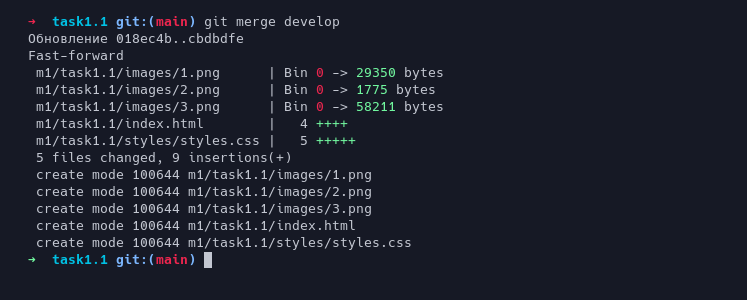 → task1.1 git:(main) git merge develop
Обновление 018ec4b..cbdbdfe
Fast-forward
 m1/task1.1/images/1.png      | Bin 0 -> 29350 bytes
 m1/task1.1/images/2.png      | Bin 0 -> 1775 bytes
 m1/task1.1/images/3.png      | Bin 0 -> 58211 bytes
 m1/task1.1/index.html        |   4 ++++
 m1/task1.1/styles/styles.css |   5 +++++
 5 files changed, 9 insertions(+)
 create mode 100644 m1/task1.1/images/1.png
 create mode 100644 m1/task1.1/images/2.png
 create mode 100644 m1/task1.1/images/3.png
 create mode 100644 m1/task1.1/index.html
 create mode 100644 m1/task1.1/styles/styles.css
→ task1.1 git:(main)